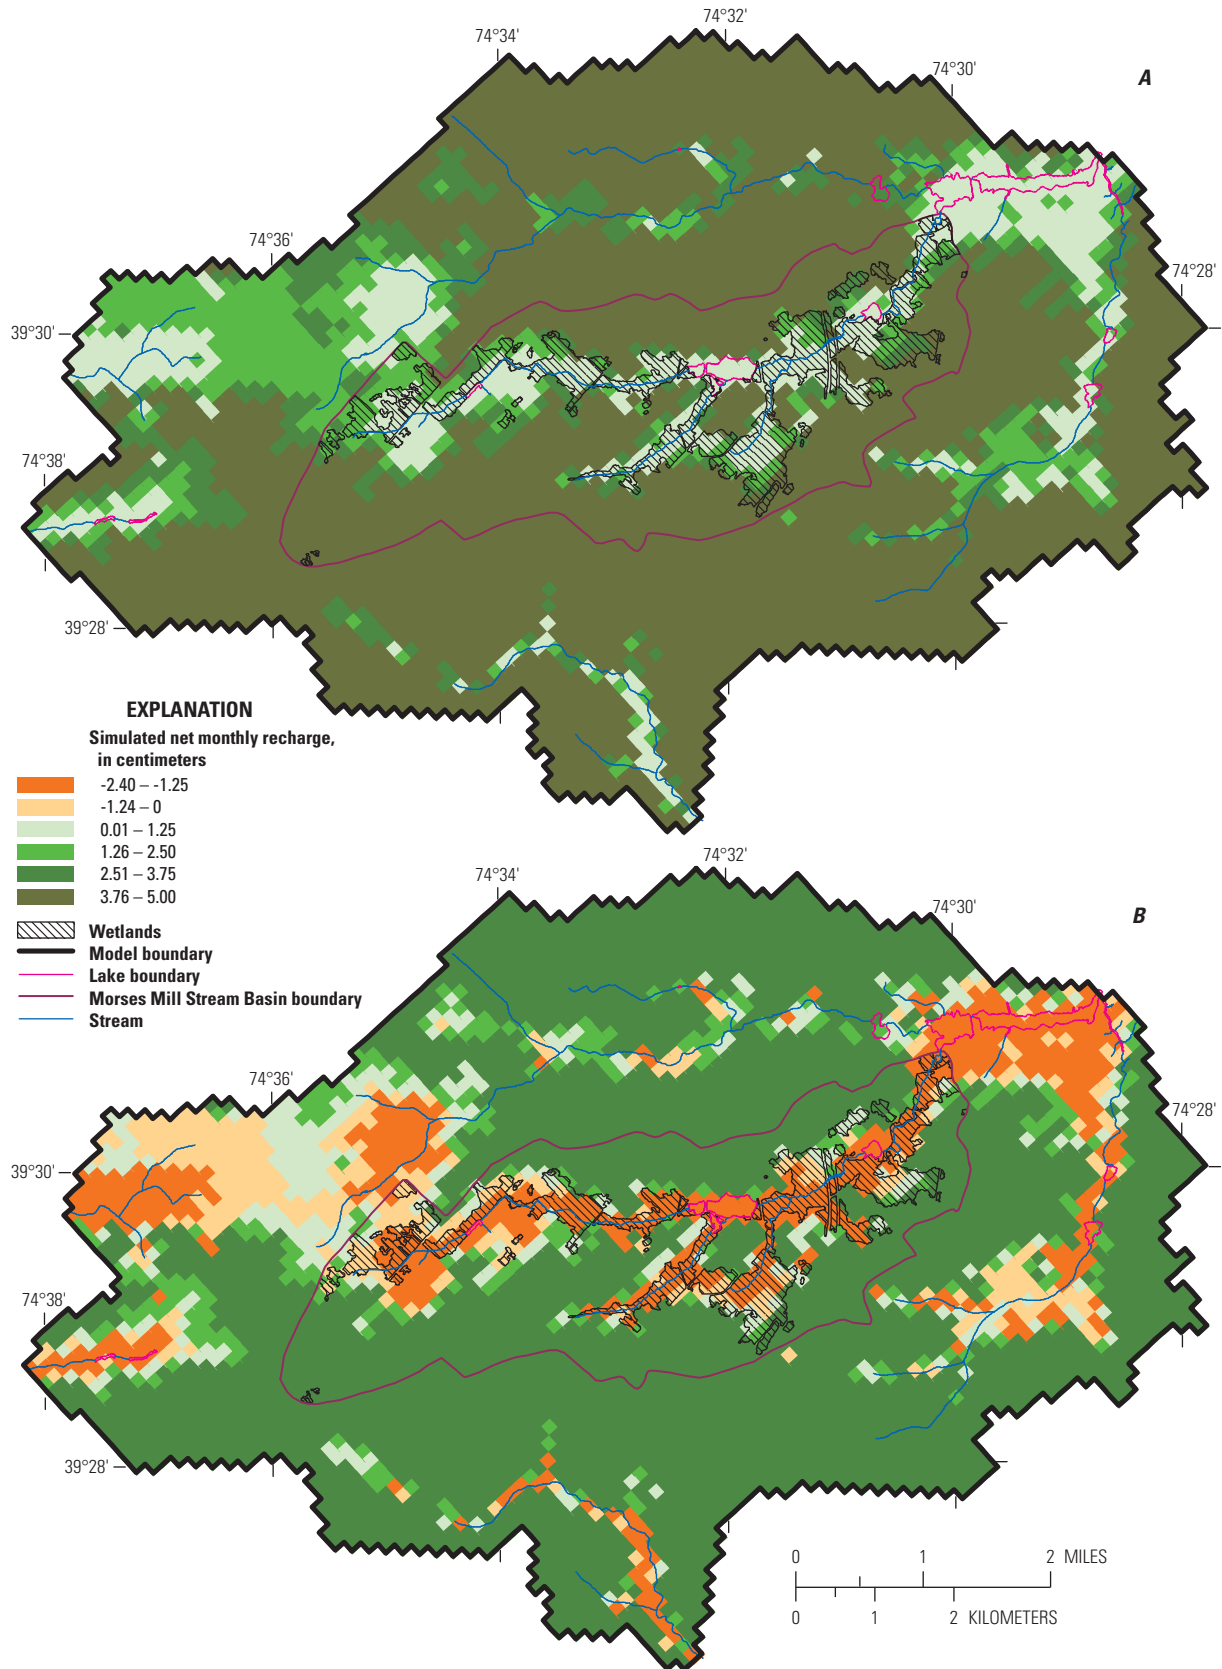 74°32'
74°34'
74°30'
A
74°36'
74°28'
39°30'
74°38'
39°28'
EXPLANATION
Simulated net monthly recharge,
in centimeters
-2.40 – -1.25
-1.24 – 0
0.01 – 1.25
1.26 – 2.50
2.51 – 3.75
3.76 – 5.00
Wetlands
Model boundary
Lake boundary
Morses Mill Stream Basin boundary
Stream
74°32'
74°34'
74°30'
B
74°36'
74°28'
39°30'
74°38'
39°28'
0 1 2 MILES
0 1 2 KILOMETERS